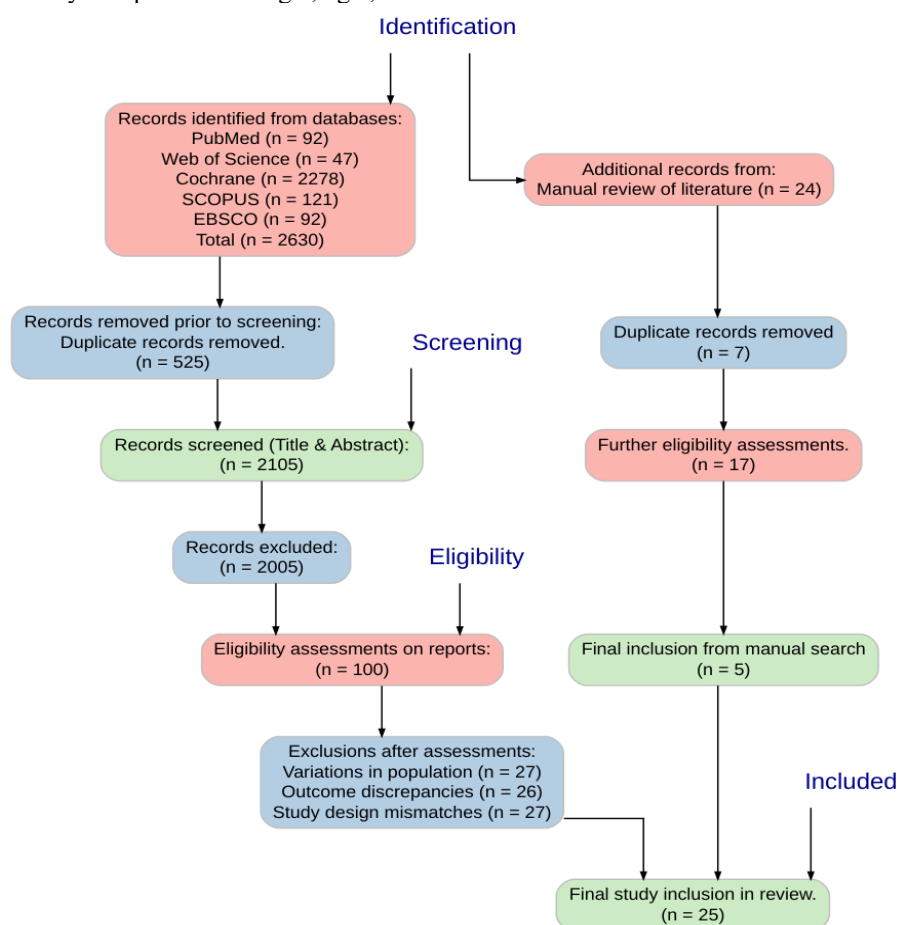 Identification
Records identified from databases:
PubMed (n = 92)
Web of Science (n = 47)
Cochrane (n = 2278)
SCOPUS (n = 121)
EBSCO (n = 92)
Total (n = 2630)
Additional records from:
Manual review of literature (n = 24)
Records removed prior to screening:
Duplicate records removed.
(n = 525)
Duplicate records removed
(n = 7)
Screening
Records screened (Title & Abstract):
(n = 2105)
Further eligibility assessments.
(n = 17)
Records excluded:
(n = 2005)
Eligibility
Eligibility assessments on reports:
(n = 100)
Final inclusion from manual search
(n = 5)
Exclusions after assessments:
Variations in population (n = 27)
Outcome discrepancies (n = 26)
Study design mismatches (n = 27)
Included
Final study inclusion in review.
(n = 25)